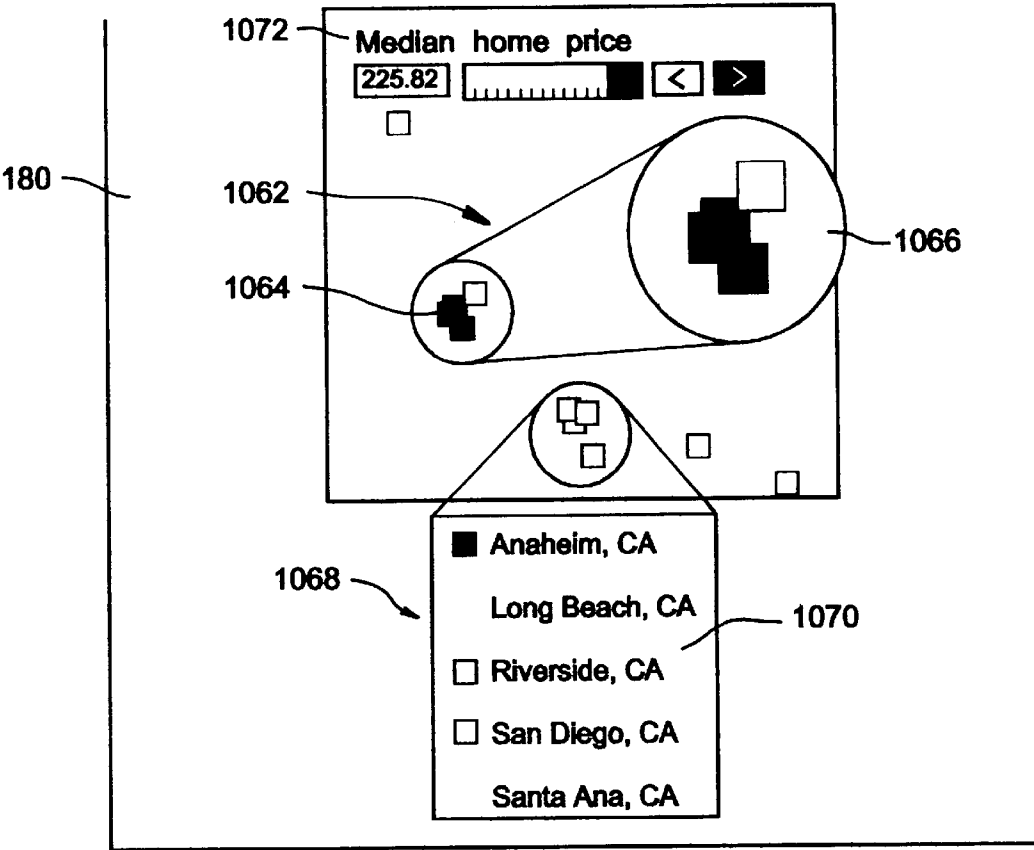 1072
Median home price
225.82 < >
180
1062
1066
1064
Anaheim, CA
1068
Long Beach, CA
1070
Riverside, CA
San Diego, CA
Santa Ana, CA